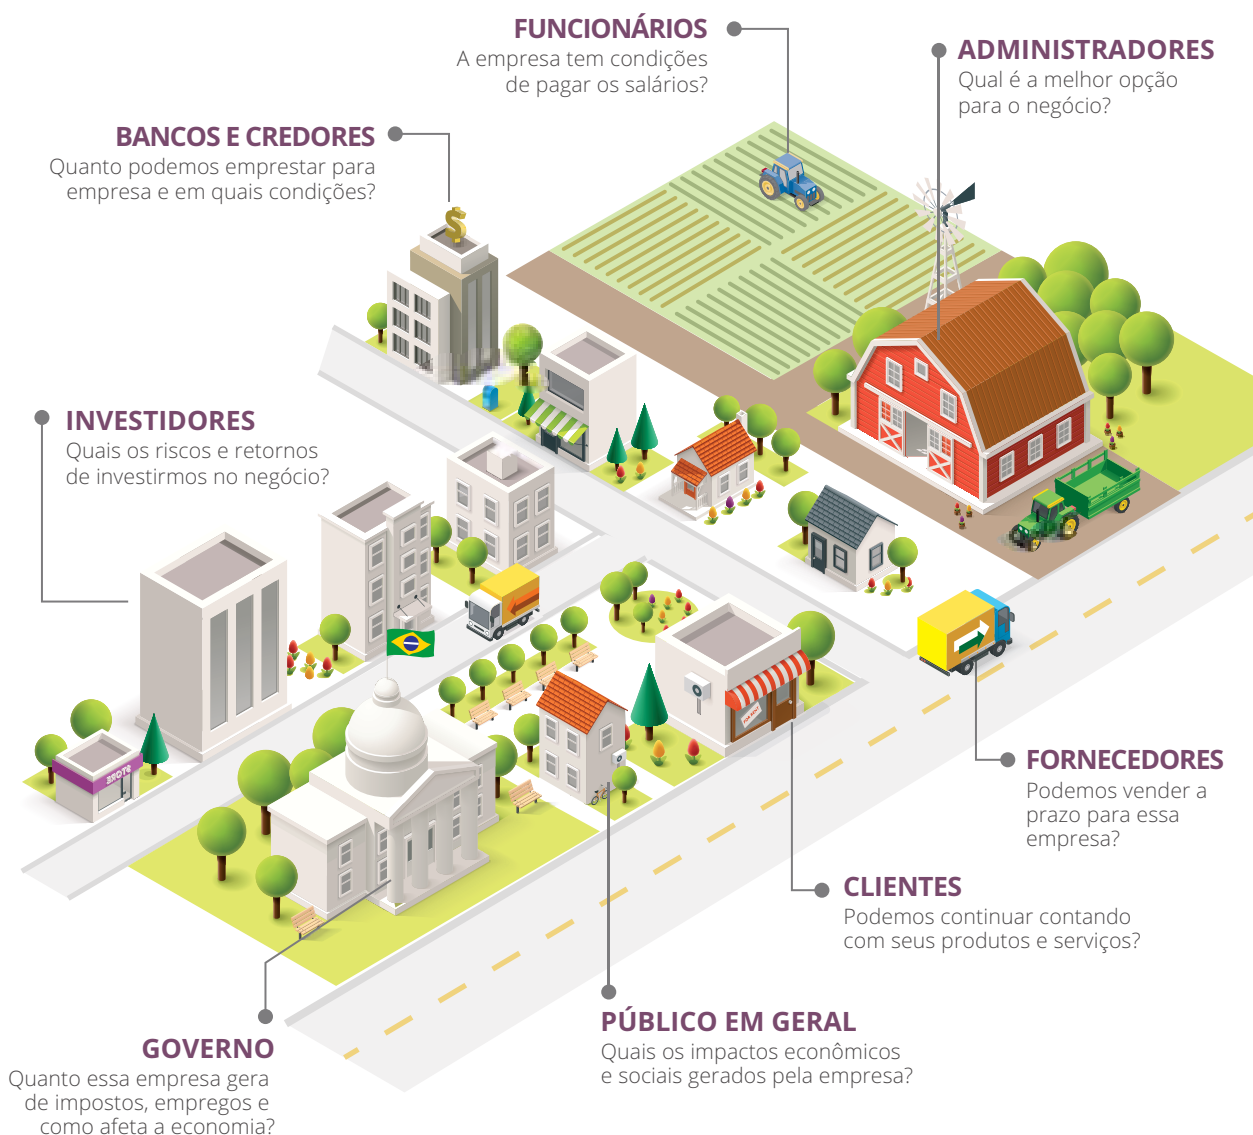 FUNCIONÁRIOS
A empresa tem condições
de pagar os salários?
ADMINISTRADORES
Qual é a melhor opção
para o negócio?
BANCOS E CREDORES
Quanto podemos emprestar para
empresa e em quais condições?
$
INVESTIDORES
Quais os riscos e retornos
de investirmos no negócio?
STORE
FOR RENT
FORNECEDORES
Podemos vender a
prazo para essa
empresa?
CLIENTES
Podemos continuar contando
com seus produtos e serviços?
PÚBLICO EM GERAL
Quais os impactos econômicos
e sociais gerados pela empresa?
GOVERNO
Quanto essa empresa gera
de impostos, empregos e
como afeta a economia?